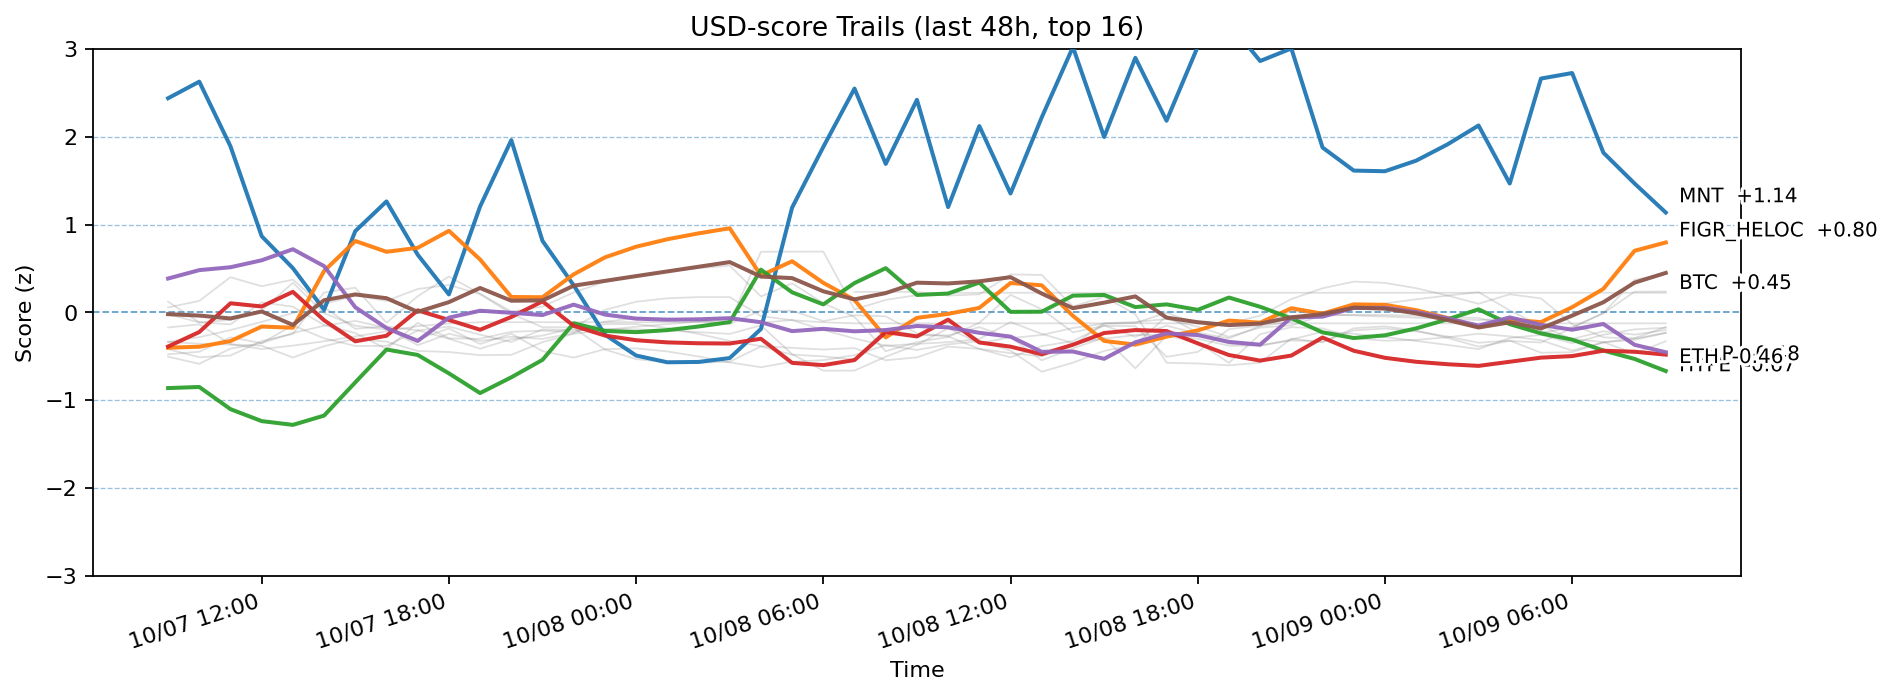 USD-score Trails (last 48h, top 16)
Score (z)
3
2
1
0
−1
−2
−3
MNT +1.14
FIGR_HELOC +0.80
BTC +0.45
ETH -0.46
10/07 12:00
10/07 18:00
10/08 00:00
10/08 06:00
10/08 12:00
10/08 18:00
10/09 00:00
10/09 06:00
Time